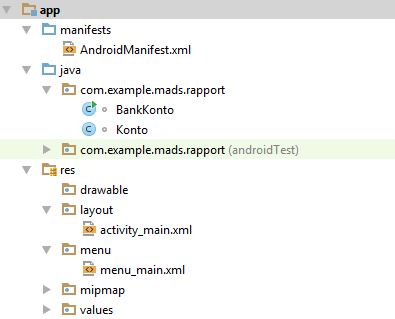 app
manifests
AndroidManifest.xml
java
com.example.mads.rapport
BankKonto
Konto
com.example.mads.rapport (androidTest)
res
drawable
layout
activity_main.xml
menu
menu_main.xml
mipmap
values